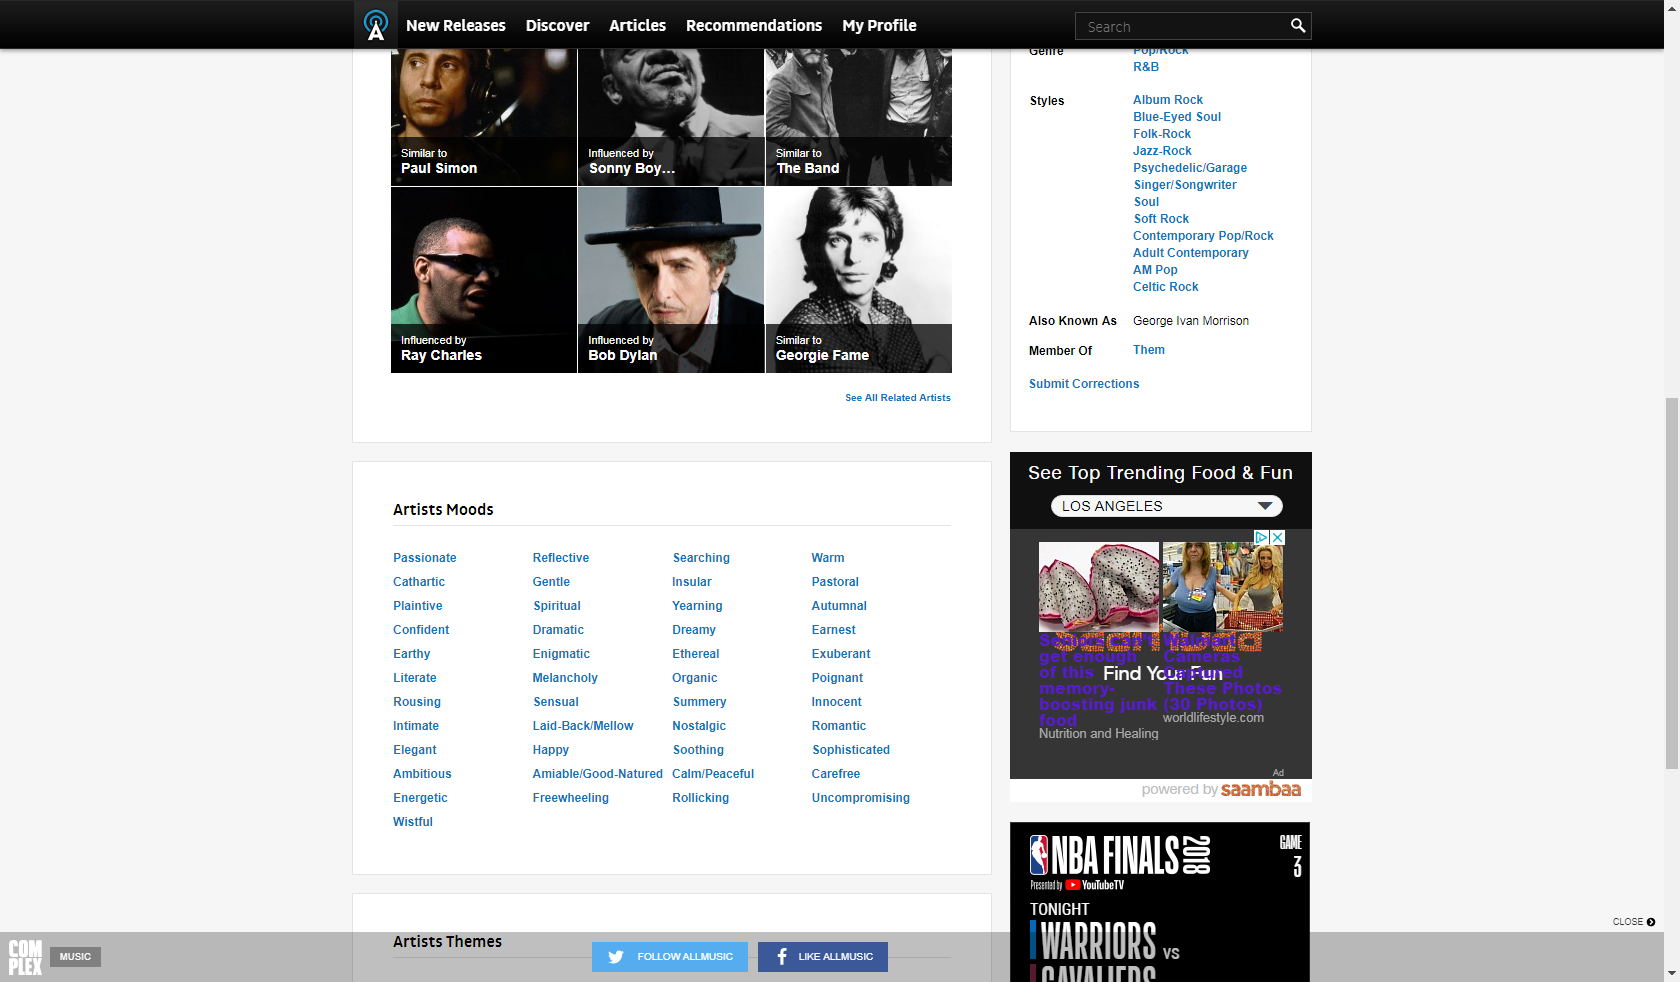 New Releases Discover Articles Recommendations My Profile Search
Similar to
Paul Simon
Influenced by
Sonny Boy...
Similar to
The Band
Influenced by
Ray Charles
Influenced by
Bob Dylan
Similar to
Georgie Fame
See All Related Artists
Genre
Pop/Rock
R&B
Styles
Album Rock
Blue-Eyed Soul
Folk-Rock
Jazz-Rock
Psychedelic/Garage
Singer/Songwriter
Soul
Soft Rock
Contemporary Pop/Rock
Adult Contemporary
AM Pop
Celtic Rock
Also Known As George Ivan Morrison
Member Of Them
Submit Corrections
Artists Moods
Passionate Reflective Searching Warm
Cathartic Gentle Insular Pastoral
Plaintive Spiritual Yearning Autumnal
Confident Dramatic Dreamy Earnest
Earthy Enigmatic Ethereal Exuberant
Literate Melancholy Organic Poignant
Rousing Sensual Summery Innocent
Intimate Laid-Back/Mellow Nostalgic Romantic
Elegant Happy Soothing Sophisticated
Ambitious Amiable/Good-Natured Calm/Peaceful Carefree
Energetic Freewheeling Rollicking Uncompromising
Wistful
Artists Themes
See Top Trending Food & Fun
LOS ANGELES
Seniors can't
get enough
of this
memory-
boosting junk
food
Nutrition and Healing
Walmart
Cameras
Captured
These Photos
(30 Photos)
worldlifestyle.com
Find Your Fun
Ad
powered by saambaa
NBA FINALS 2018
Presented by YouTubeTV
GAME
3
TONIGHT
WARRIORS VS
CAVALIERS
CLOSE
COM
PLEX
MUSIC
FOLLOW ALLMUSIC
LIKE ALLMUSIC